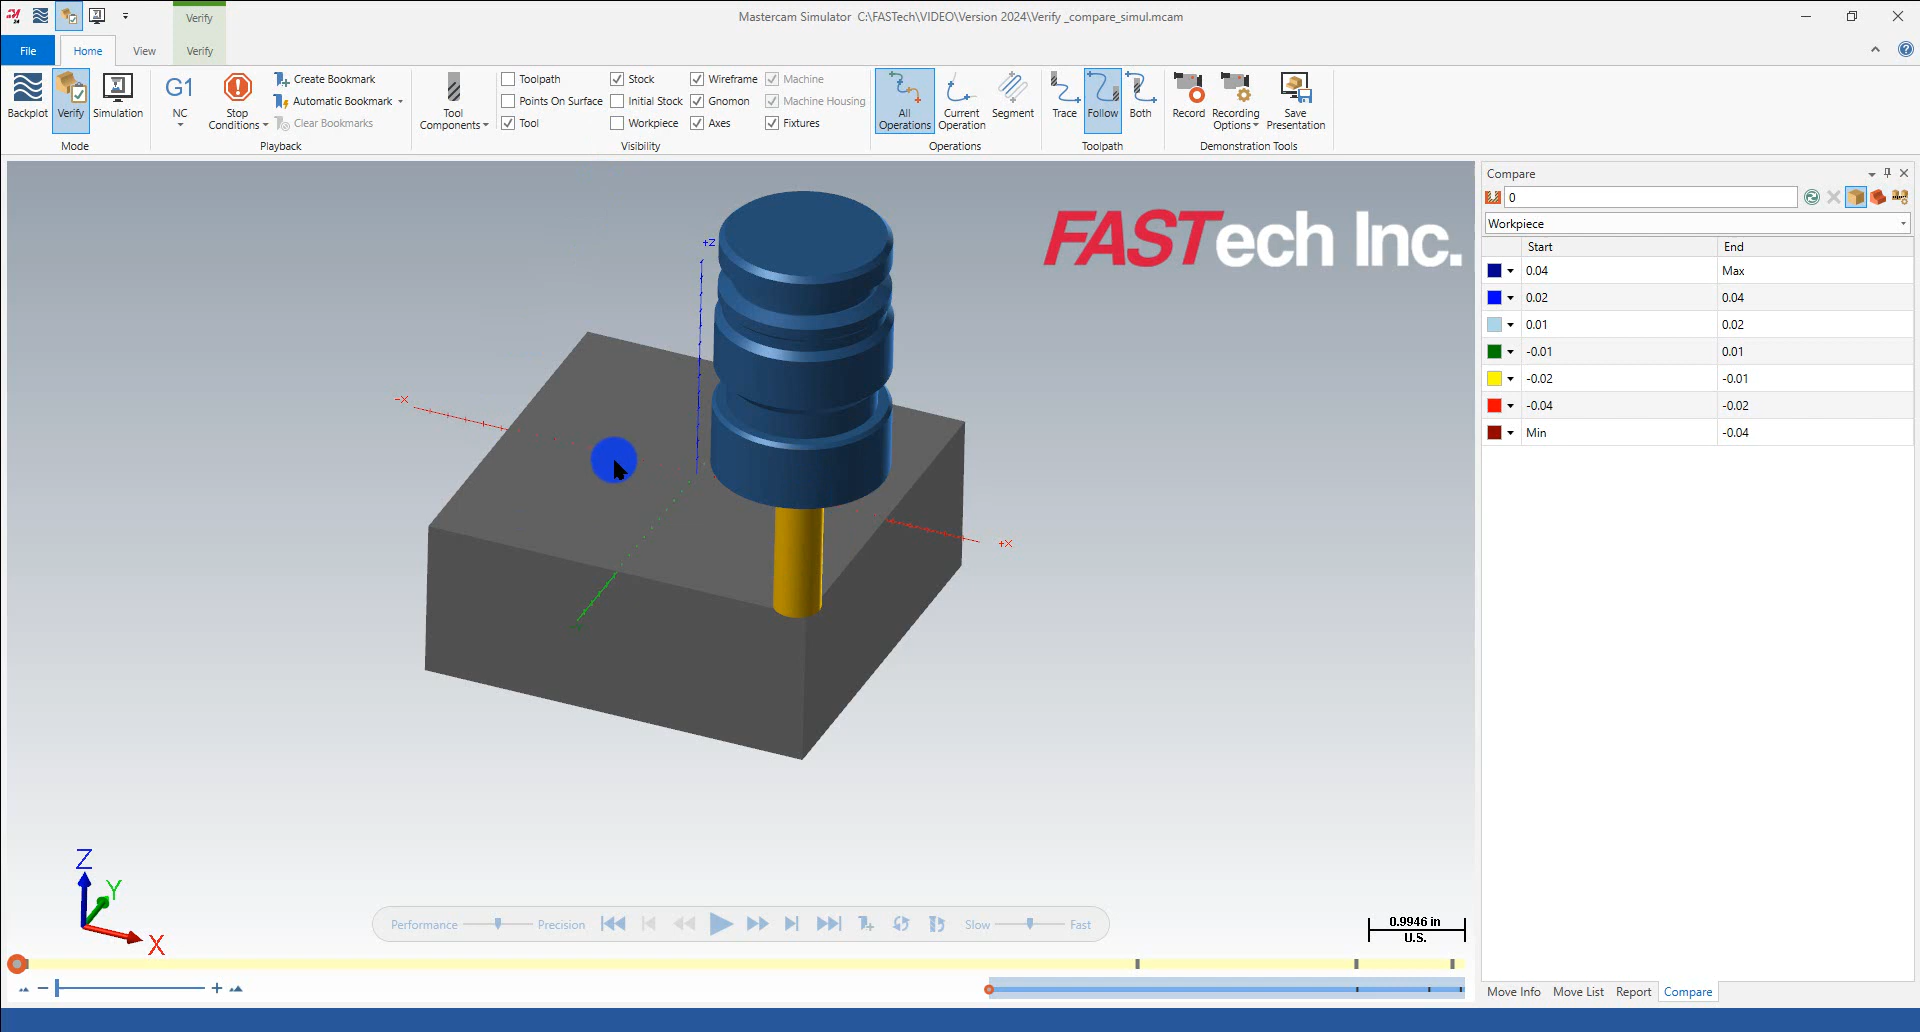 Verify
Mastercam Simulator C:\FASTech\VIDEO\Version 2024\Verify _compare_simul.mcam
File
Home
View
Verify
Backplot
Verify
Simulation
Mode
G1
NC
Stop Conditions
Create Bookmark
Automatic Bookmark
Clear Bookmarks
Playback
Tool Components
Toolpath
Points On Surface
Tool
Stock
Initial Stock
Workpiece
Wireframe
Gnomon
Axes
Machine
Machine Housing
Fixtures
Visibility
All Operations
Current Operation
Segment
Operations
Trace
Follow
Both
Toolpath
Record
Recording Options
Save Presentation
Demonstration Tools
FASTech Inc.
+Z
-X
+X
Z
Y
X
Performance
Precision
Slow
Fast
0.9946 in
U.S.
Compare
0
Workpiece
Start End
0.04 Max
0.02 0.04
0.01 0.02
-0.01 0.01
-0.02 -0.01
-0.04 -0.02
Min -0.04
Move Info Move List Report Compare